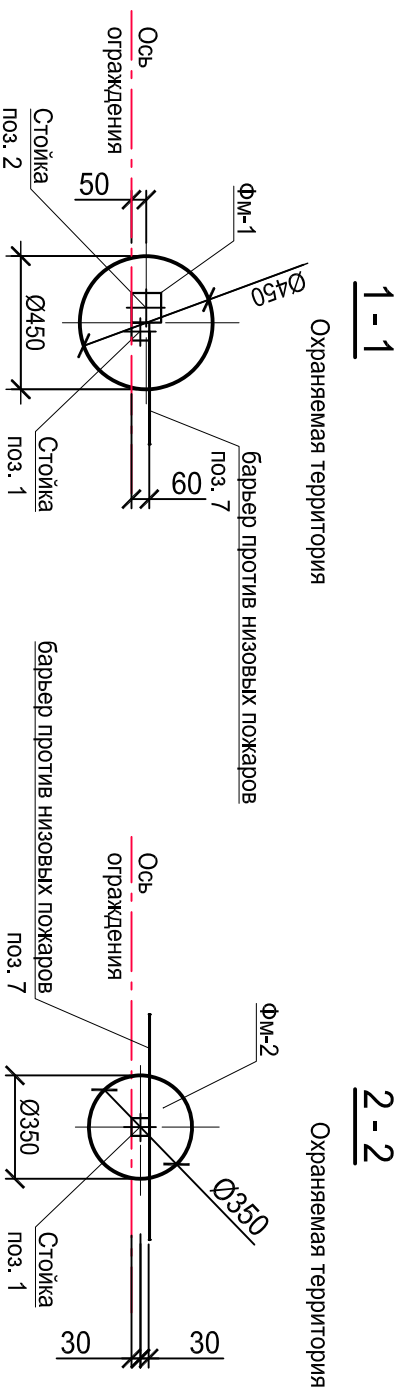 1 - 1
Охраняемая территория
Фм-1
Ø450
барьер против низовых пожаров
поз. 7
Ось
ограждения
50
60
Стойка
поз. 2
Ø450
Стойка
поз. 1
2 - 2
Охраняемая территория
Фм-2
Ø350
Ось
ограждения
барьер против низовых пожаров
поз. 7
Ø350
Стойка
поз. 1
30
30